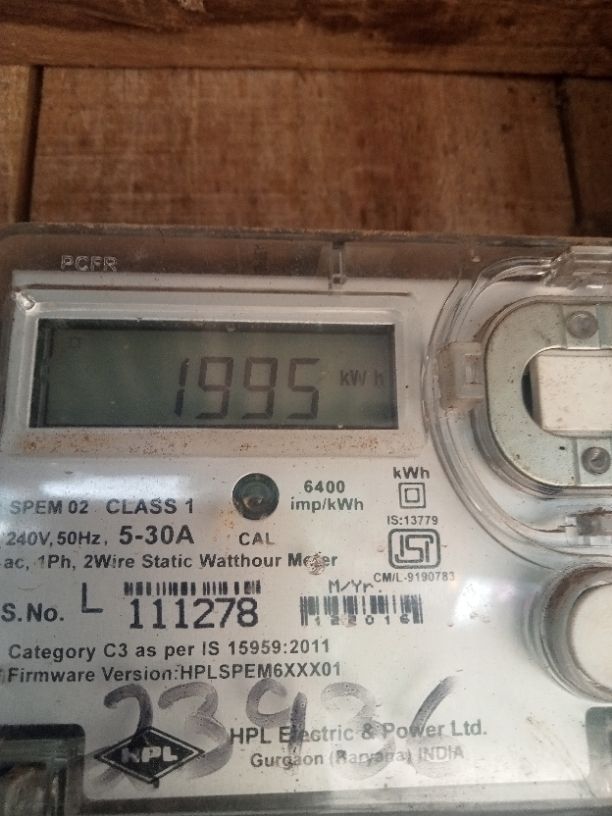 PCFR
1995 kWh
SPEM 02 CLASS 1
240V, 50Hz, 5-30A
ac, 1Ph, 2Wire Static Watthour Meter
CAL
6400
imp/kWh
kWh
IS:13779
ISI
CM/L-9190783
S.No. L 111278
M/Yr.
122016
Category C3 as per IS 15959:2011
Firmware Version:HPLSPEM6XXX01
23936
HPL
HPL Electric & Power Ltd.
Gurgaon (Haryana) INDIA